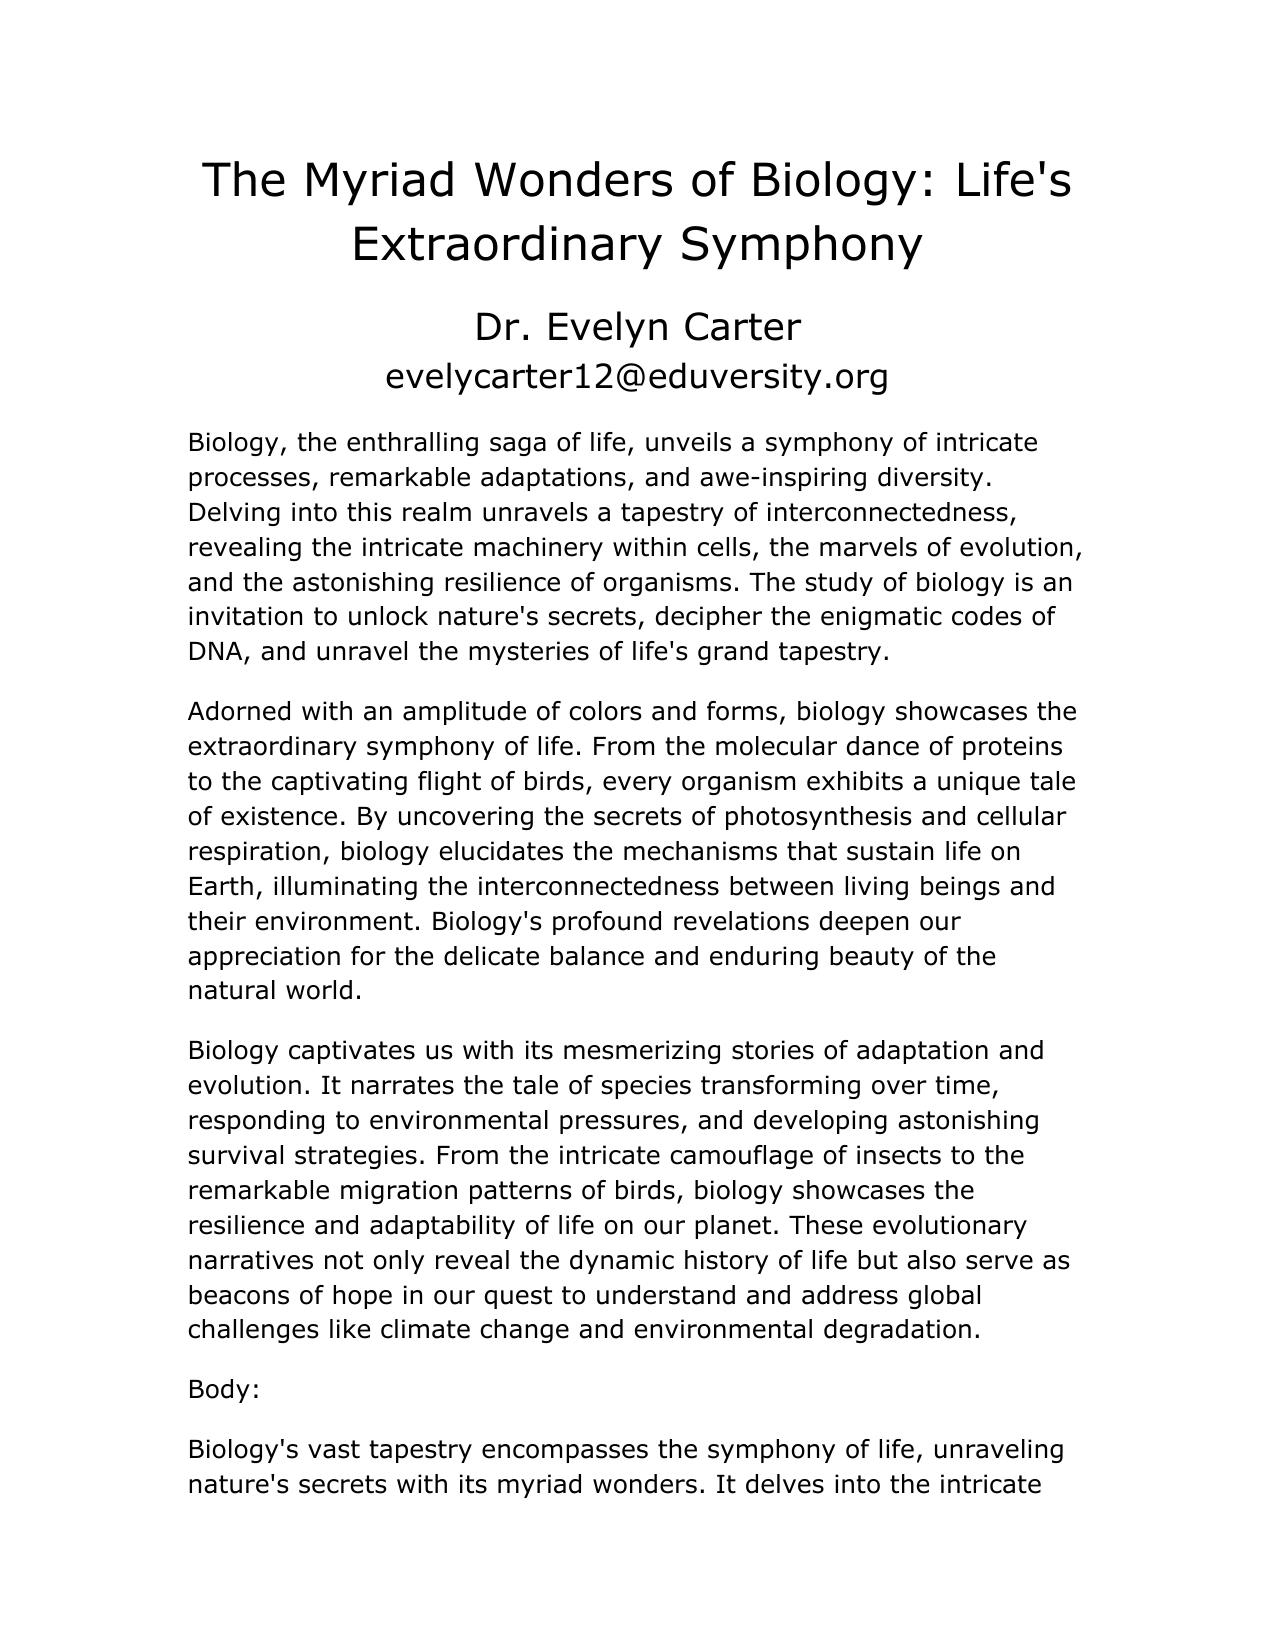 The Myriad Wonders of Biology: Life's
Extraordinary Symphony
Dr. Evelyn Carter
evelycarter12@eduversity.org
Biology, the enthralling saga of life, unveils a symphony of intricate
processes, remarkable adaptations, and awe-inspiring diversity.
Delving into this realm unravels a tapestry of interconnectedness,
revealing the intricate machinery within cells, the marvels of evolution,
and the astonishing resilience of organisms. The study of biology is an
invitation to unlock nature's secrets, decipher the enigmatic codes of
DNA, and unravel the mysteries of life's grand tapestry.
Adorned with an amplitude of colors and forms, biology showcases the
extraordinary symphony of life. From the molecular dance of proteins
to the captivating flight of birds, every organism exhibits a unique tale
of existence. By uncovering the secrets of photosynthesis and cellular
respiration, biology elucidates the mechanisms that sustain life on
Earth, illuminating the interconnectedness between living beings and
their environment. Biology's profound revelations deepen our
appreciation for the delicate balance and enduring beauty of the
natural world.
Biology captivates us with its mesmerizing stories of adaptation and
evolution. It narrates the tale of species transforming over time,
responding to environmental pressures, and developing astonishing
survival strategies. From the intricate camouflage of insects to the
remarkable migration patterns of birds, biology showcases the
resilience and adaptability of life on our planet. These evolutionary
narratives not only reveal the dynamic history of life but also serve as
beacons of hope in our quest to understand and address global
challenges like climate change and environmental degradation.
Body:
Biology's vast tapestry encompasses the symphony of life, unraveling
nature's secrets with its myriad wonders. It delves into the intricate